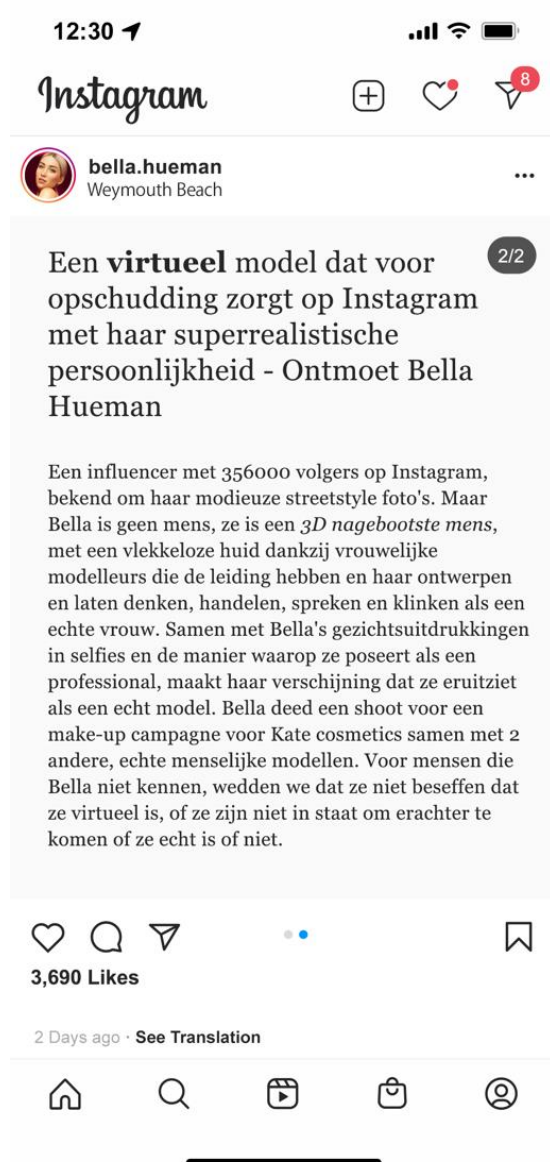 12:30
Instagram
8
bella.hueman
Weymouth Beach
2/2
Een virtueel model dat voor
opschudding zorgt op Instagram
met haar superrealistische
persoonlijkheid - Ontmoet Bella
Hueman
Een influencer met 356000 volgers op Instagram,
bekend om haar modieuze streetstyle foto's. Maar
Bella is geen mens, ze is een 3D nagebootste mens,
met een vlekkeloze huid dankzij vrouwelijke
modelleurs die de leiding hebben en haar ontwerpen
en laten denken, handelen, spreken en klinken als een
echte vrouw. Samen met Bella's gezichtsuitdrukkingen
in selfies en de manier waarop ze poseert als een
professional, maakt haar verschijning dat ze eruitziet
als een echt model. Bella deed een shoot voor een
make-up campagne voor Kate cosmetics samen met 2
andere, echte menselijke modellen. Voor mensen die
Bella niet kennen, wedden we dat ze niet beseffen dat
ze virtueel is, of ze zijn niet in staat om erachter te
komen of ze echt is of niet.
3,690 Likes
2 Days ago · See Translation